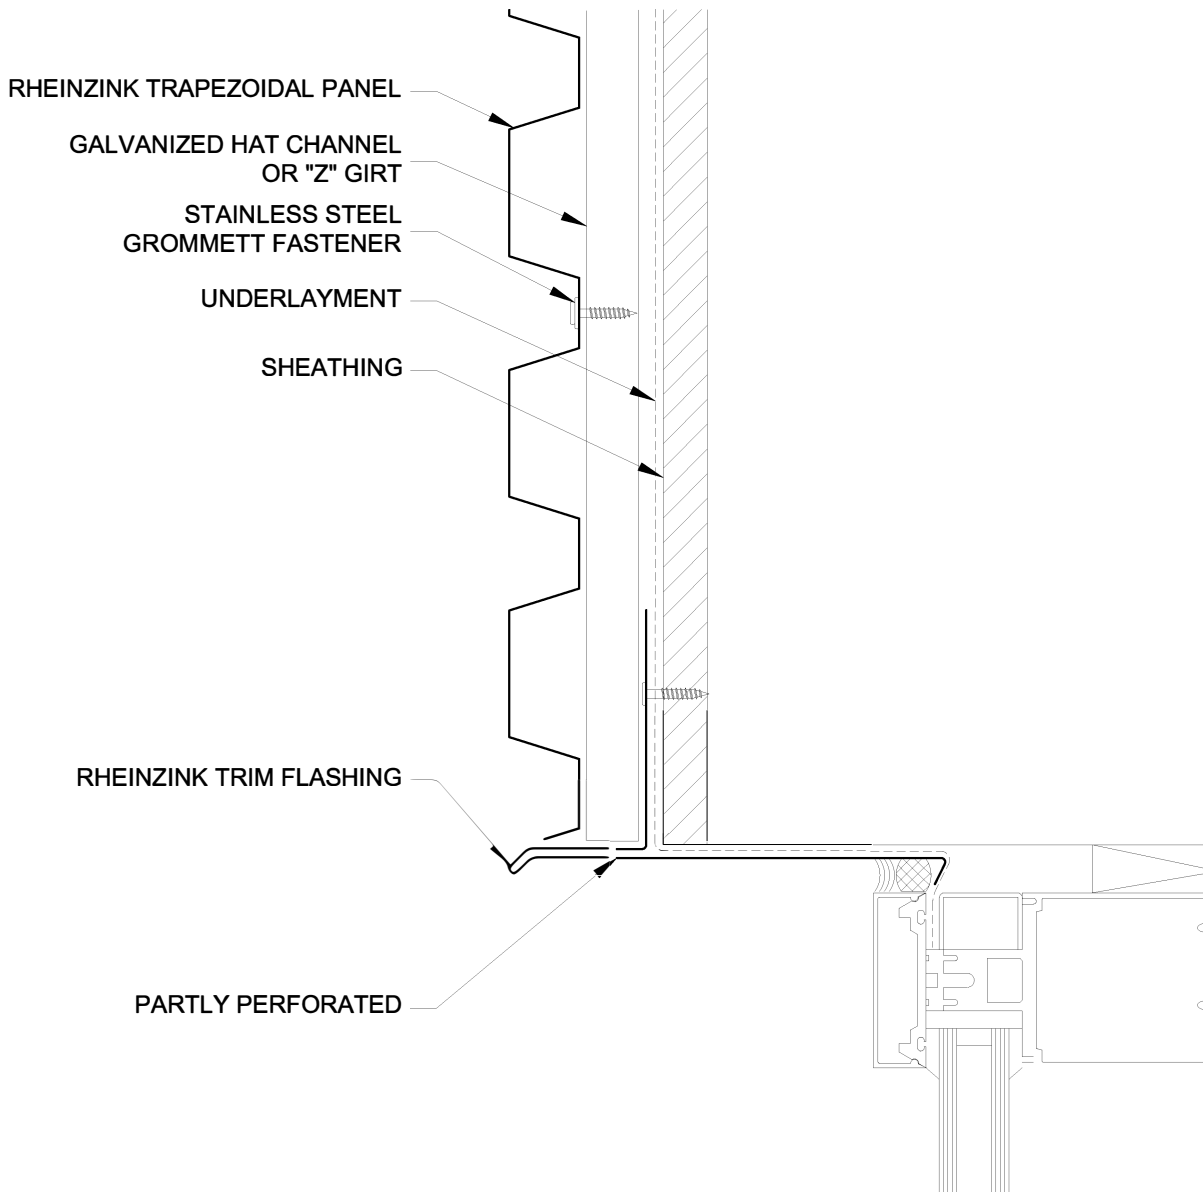 RHEINZINK TRAPEZOIDAL PANEL
GALVANIZED HAT CHANNEL
OR "Z" GIRT
STAINLESS STEEL
GROMMETT FASTENER
UNDERLAYMENT
SHEATHING
RHEINZINK TRIM FLASHING
PARTLY PERFORATED